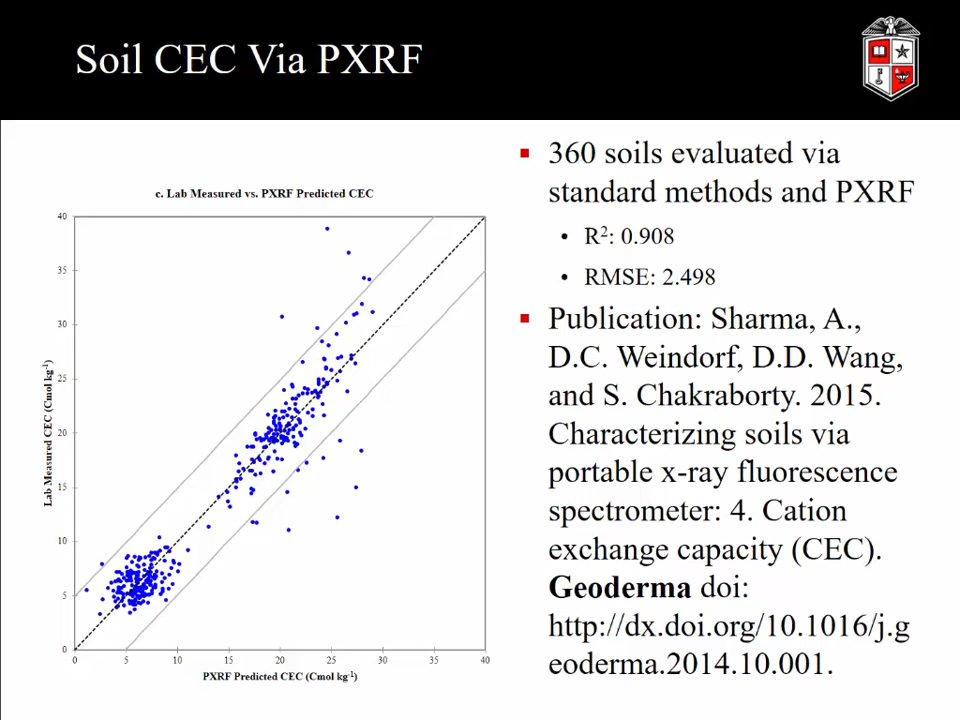 Soil CEC Via PXRF
c. Lab Measured vs. PXRF Predicted CEC
40
35
30
25
20
15
10
5
0
Lab Measured CEC (Cmol kg⁻¹)
0 5 10 15 20 25 30 35 40
PXRF Predicted CEC (Cmol kg⁻¹)
360 soils evaluated via
standard methods and PXRF
• R²: 0.908
• RMSE: 2.498
Publication: Sharma, A.,
D.C. Weindorf, D.D. Wang,
and S. Chakraborty. 2015.
Characterizing soils via
portable x-ray fluorescence
spectrometer: 4. Cation
exchange capacity (CEC).
Geoderma doi:
http://dx.doi.org/10.1016/j.g
eoderma.2014.10.001.